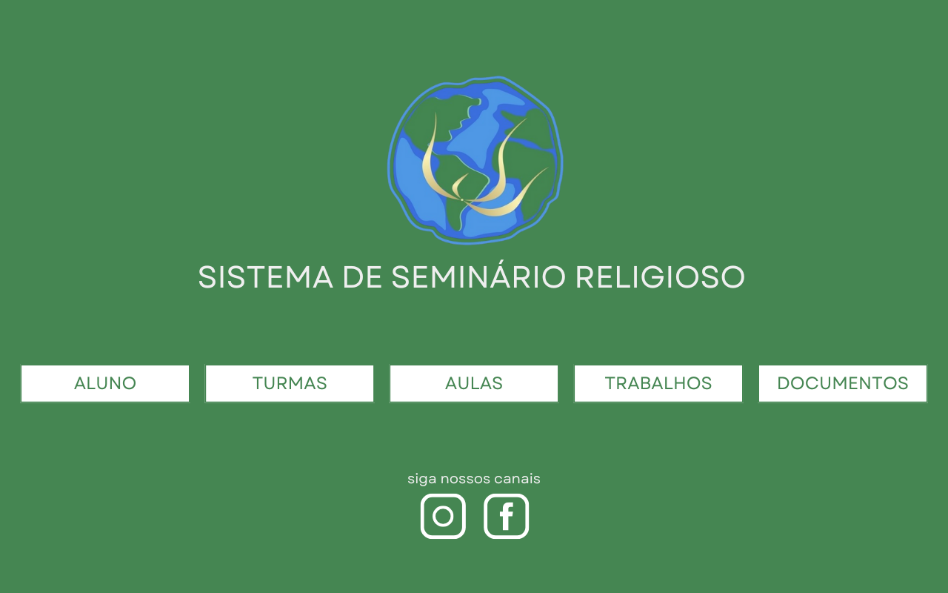 SISTEMA DE SEMINÁRIO RELIGIOSO
ALUNO TURMAS AULAS TRABALHOS DOCUMENTOS
siga nossos canais